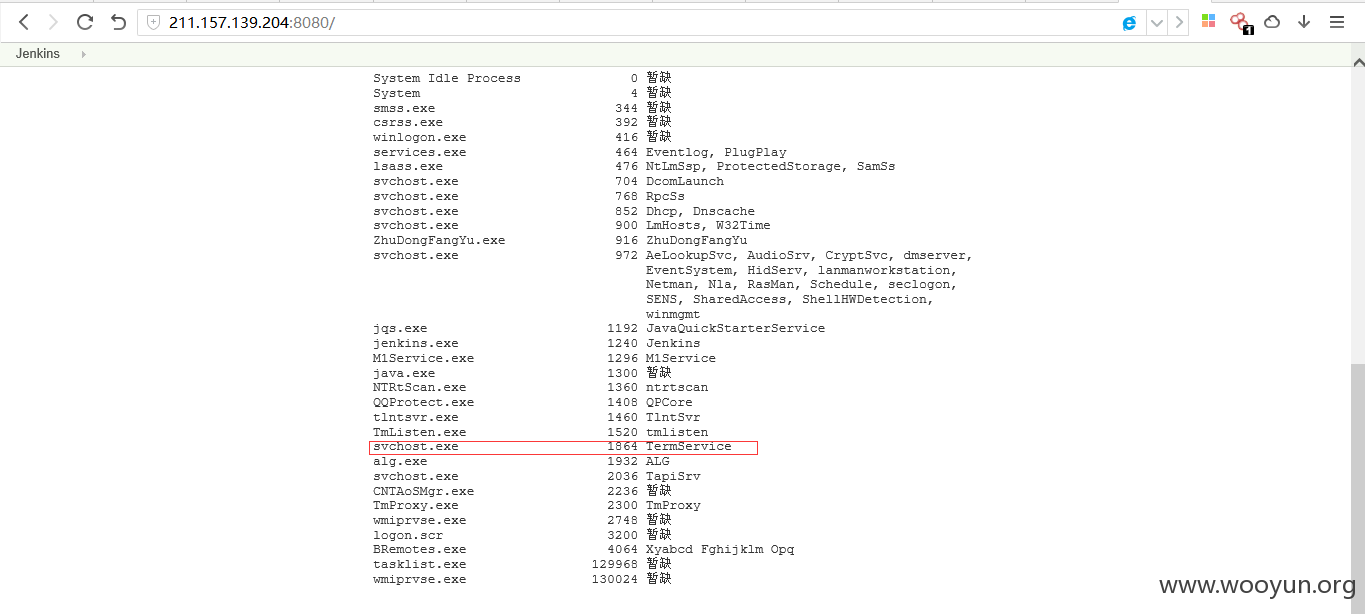 211.157.139.204:8080/
1
Jenkins
System Idle Process 0 暂缺
System 4 暂缺
smss.exe 344 暂缺
csrss.exe 392 暂缺
winlogon.exe 416 暂缺
services.exe 464 Eventlog, PlugPlay
lsass.exe 476 NtLmSsp, ProtectedStorage, SamSs
svchost.exe 704 DcomLaunch
svchost.exe 768 RpcSs
svchost.exe 852 Dhcp, Dnscache
svchost.exe 900 LmHosts, W32Time
ZhuDongFangYu.exe 916 ZhuDongFangYu
svchost.exe 972 AeLookupSvc, AudioSrv, CryptSvc, dmserver,
EventSystem, HidServ, lanmanworkstation,
Netman, Nla, RasMan, Schedule, seclogon,
SENS, SharedAccess, ShellHWDetection,
winmgmt
jqs.exe 1192 JavaQuickStarterService
jenkins.exe 1240 Jenkins
M1Service.exe 1296 M1Service
java.exe 1300 暂缺
NTRtScan.exe 1360 ntrtscan
QQProtect.exe 1408 QPCore
tlntsvr.exe 1460 TlntSvr
TmListen.exe 1520 tmlisten
svchost.exe 1864 TermService
alg.exe 1932 ALG
svchost.exe 2036 TapiSrv
CNTAoSMgr.exe 2236 暂缺
TmProxy.exe 2300 TmProxy
wmiprvse.exe 2748 暂缺
logon.scr 3200 暂缺
BRemotes.exe 4064 Xyabcd Fghijklm Opq
tasklist.exe 129968 暂缺
wmiprvse.exe 130024 暂缺
www.wooyun.org